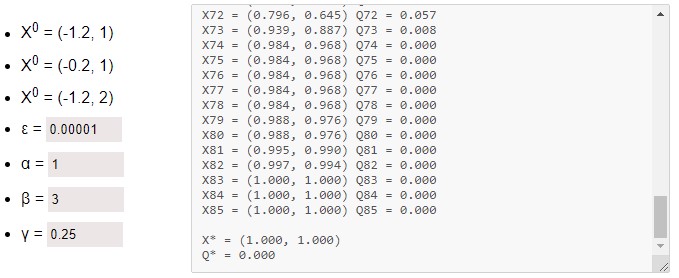 X⁰ = (-1.2, 1)
X⁰ = (-0.2, 1)
X⁰ = (-1.2, 2)
ε = 0.00001
α = 1
β = 3
γ = 0.25
X72 = (0.796, 0.645) Q72 = 0.057
X73 = (0.939, 0.887) Q73 = 0.008
X74 = (0.984, 0.968) Q74 = 0.000
X75 = (0.984, 0.968) Q75 = 0.000
X76 = (0.984, 0.968) Q76 = 0.000
X77 = (0.984, 0.968) Q77 = 0.000
X78 = (0.984, 0.968) Q78 = 0.000
X79 = (0.988, 0.976) Q79 = 0.000
X80 = (0.988, 0.976) Q80 = 0.000
X81 = (0.995, 0.990) Q81 = 0.000
X82 = (0.997, 0.994) Q82 = 0.000
X83 = (1.000, 1.000) Q83 = 0.000
X84 = (1.000, 1.000) Q84 = 0.000
X85 = (1.000, 1.000) Q85 = 0.000
X* = (1.000, 1.000)
Q* = 0.000